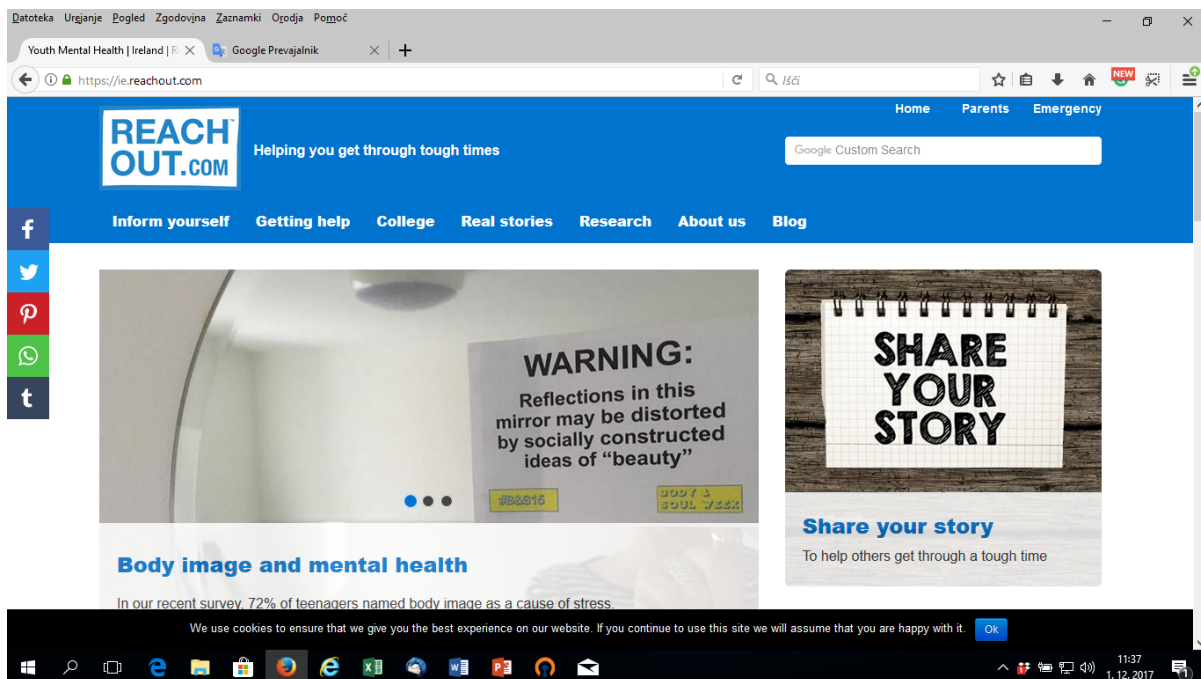 Datoteka Urejanje Pogled Zgodovina Zaznamki Orodja Pomoč
Youth Mental Health | Ireland | R
Google Prevajalnik
https://ie.reachout.com
Išči
NEW
Home Parents Emergency
REACH
OUT.COM
Helping you get through tough times
Google Custom Search
Inform yourself Getting help College Real stories Research About us Blog
WARNING:
Reflections in this
mirror may be distorted
by socially constructed
ideas of “beauty”
#B&S16
BODY &
SOUL WEEK
SHARE
YOUR
STORY
Share your story
To help others get through a tough time
Body image and mental health
In our recent survey, 72% of teenagers named body image as a cause of stress.
We use cookies to ensure that we give you the best experience on our website. If you continue to use this site we will assume that you are happy with it. Ok
11:37
1. 12. 2017